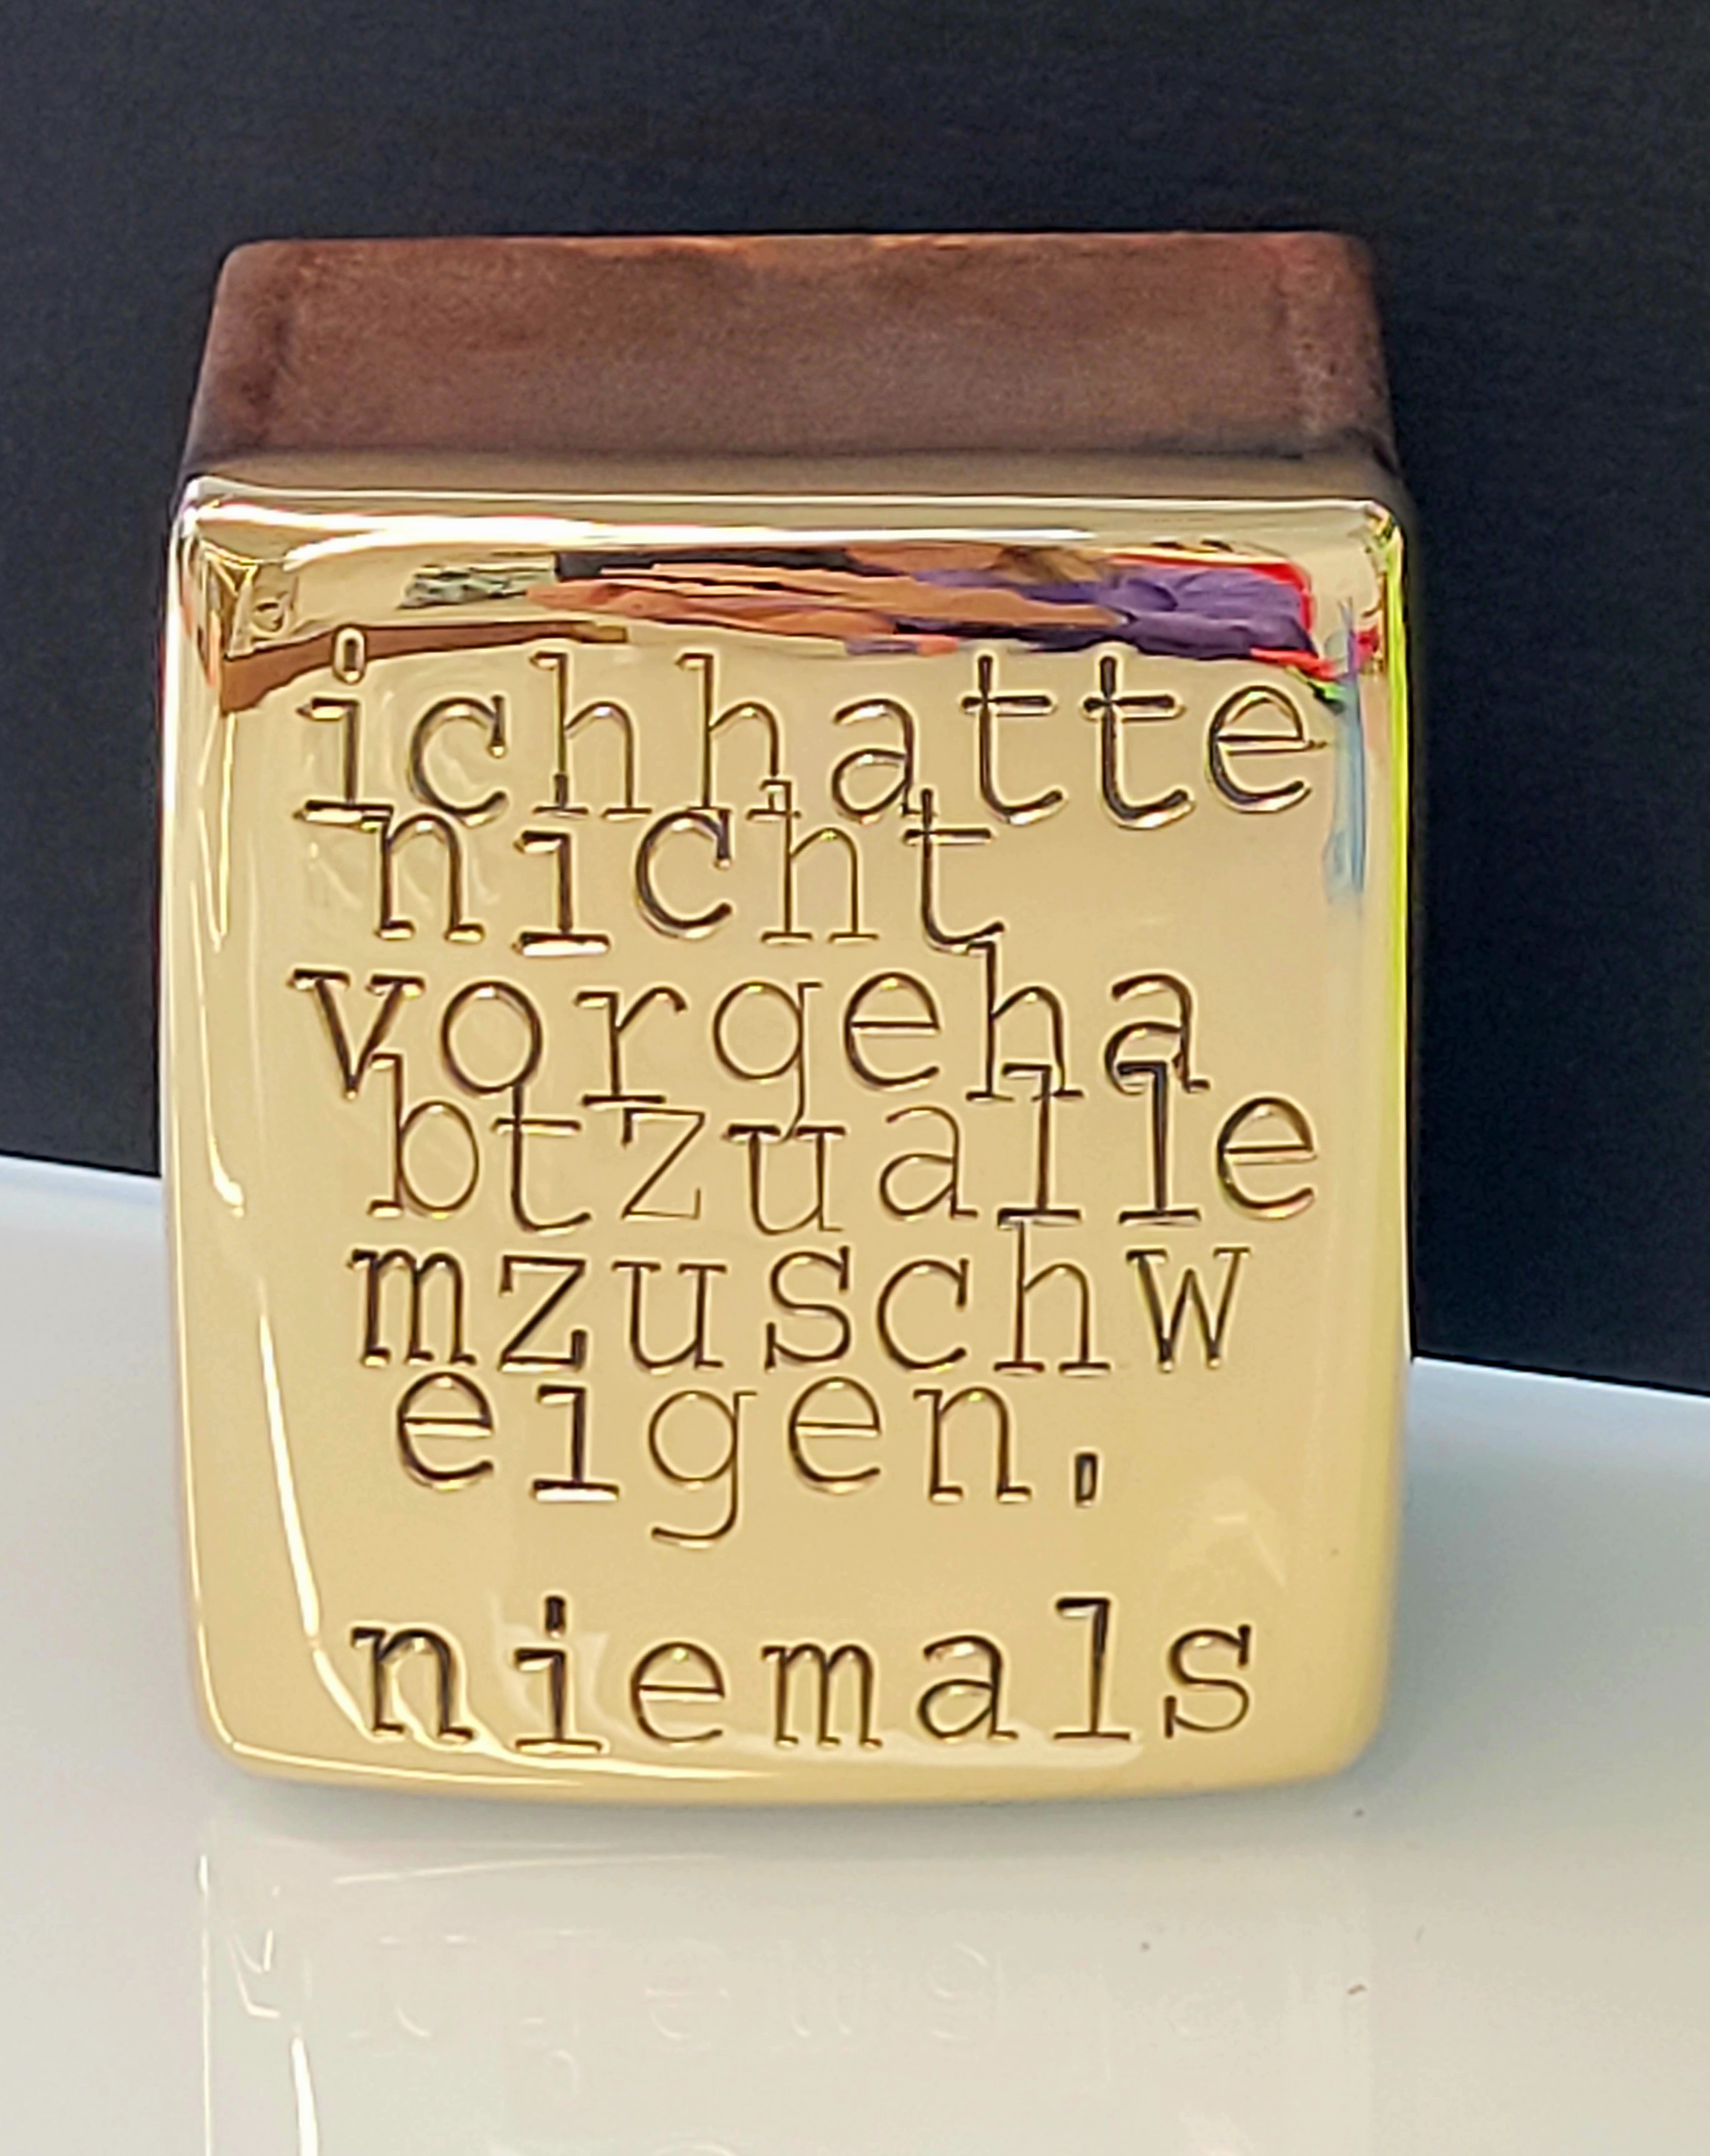 ichhatte
nicht
vorgeha
btzualle
mzuschw
eigen.
niemals